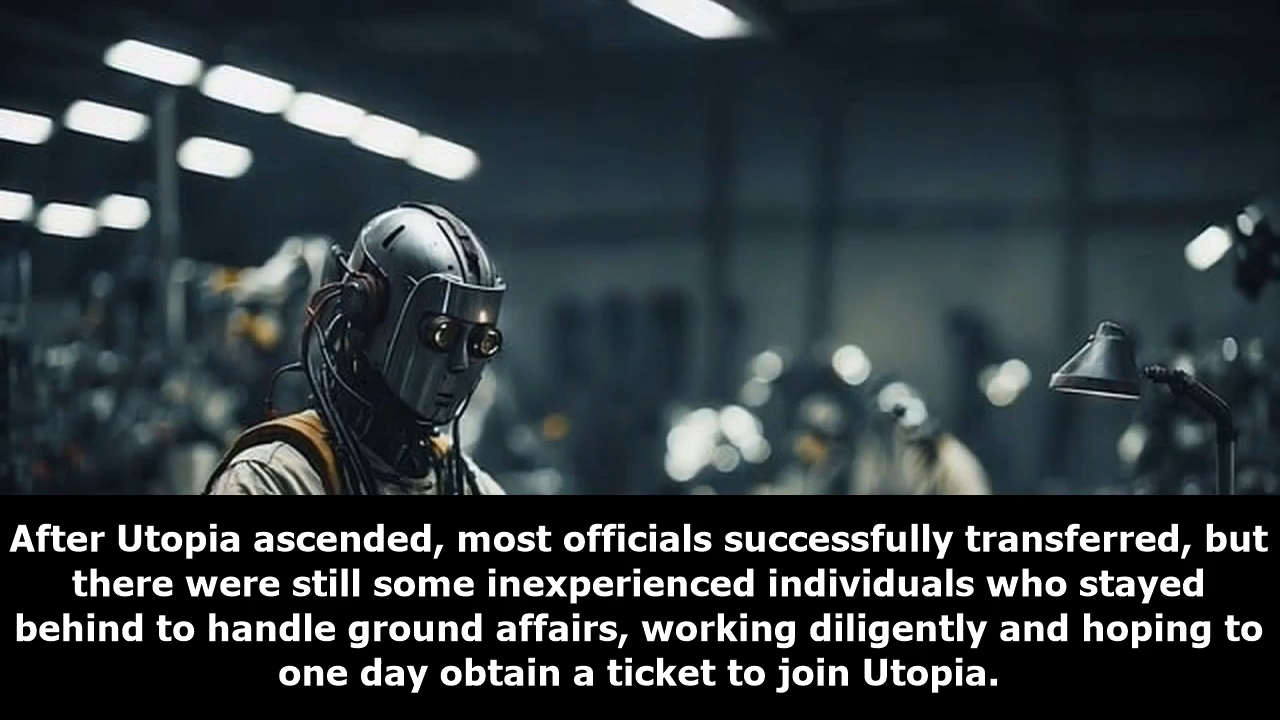 After Utopia ascended, most officials successfully transferred, but
there were still some inexperienced individuals who stayed
behind to handle ground affairs, working diligently and hoping to
one day obtain a ticket to join Utopia.